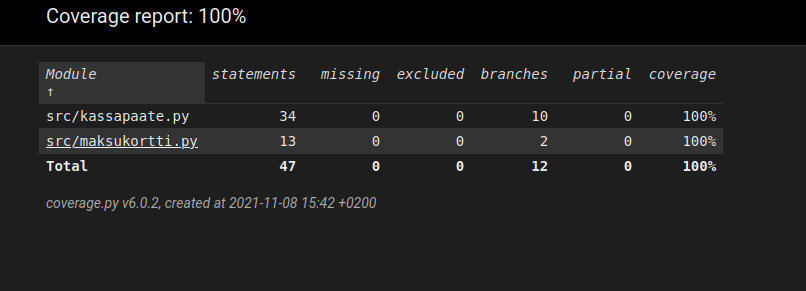 Coverage report: 100%
Module statements missing excluded branches partial coverage
↑
src/kassapaate.py 34 0 0 10 0 100%
src/maksukortti.py 13 0 0 2 0 100%
Total 47 0 0 12 0 100%
coverage.py v6.0.2, created at 2021-11-08 15:42 +0200